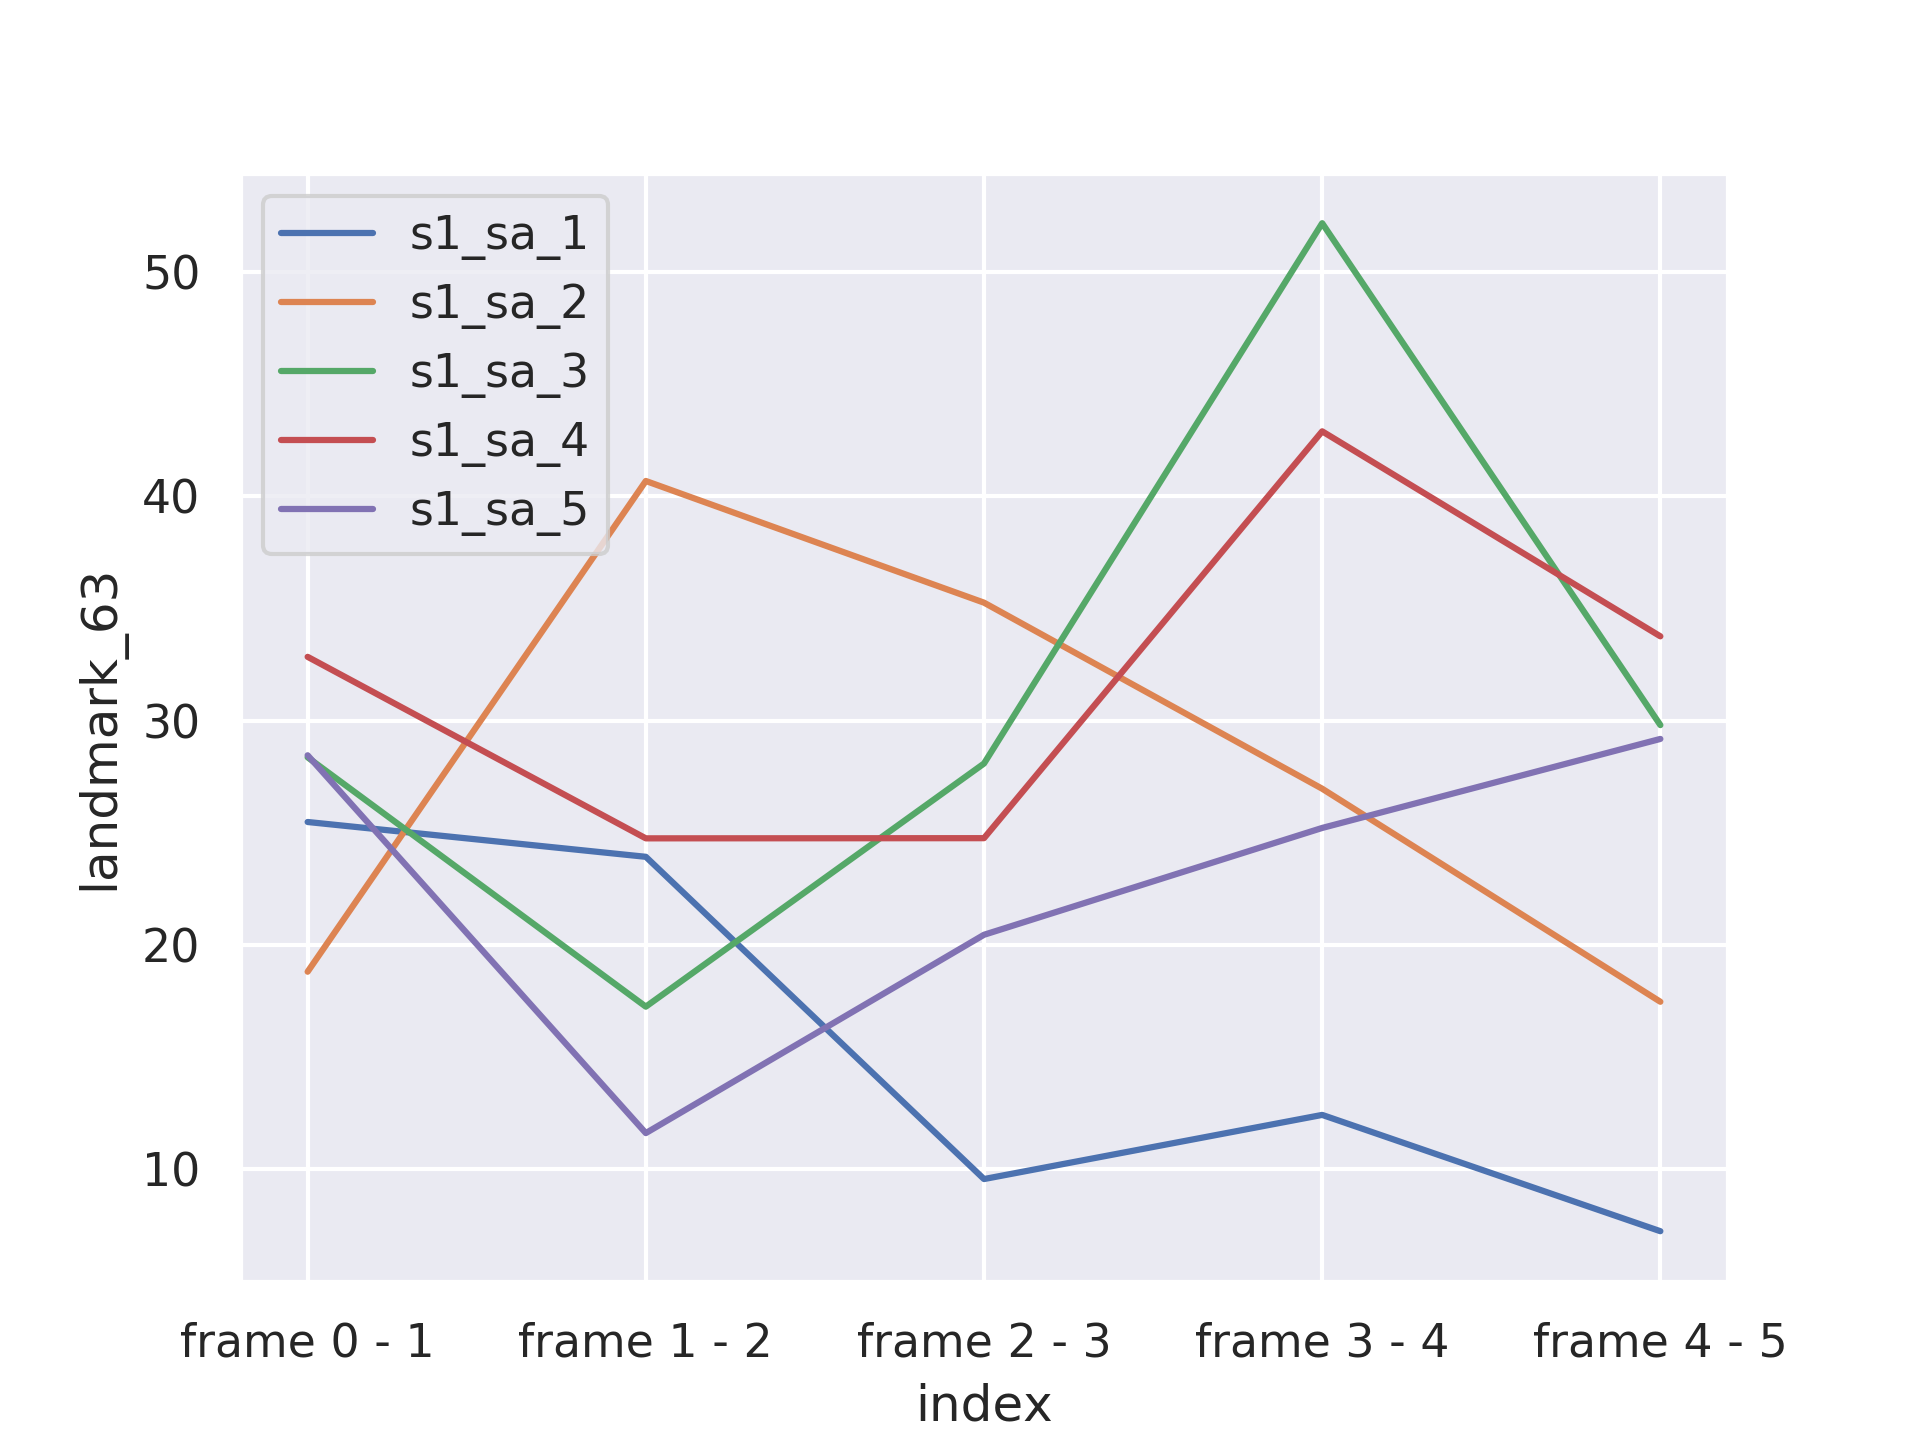 s1_sa_1
s1_sa_2
s1_sa_3
s1_sa_4
s1_sa_5
50
40
30
20
10
landmark_63
frame 0 - 1
frame 1 - 2
frame 2 - 3
frame 3 - 4
frame 4 - 5
index